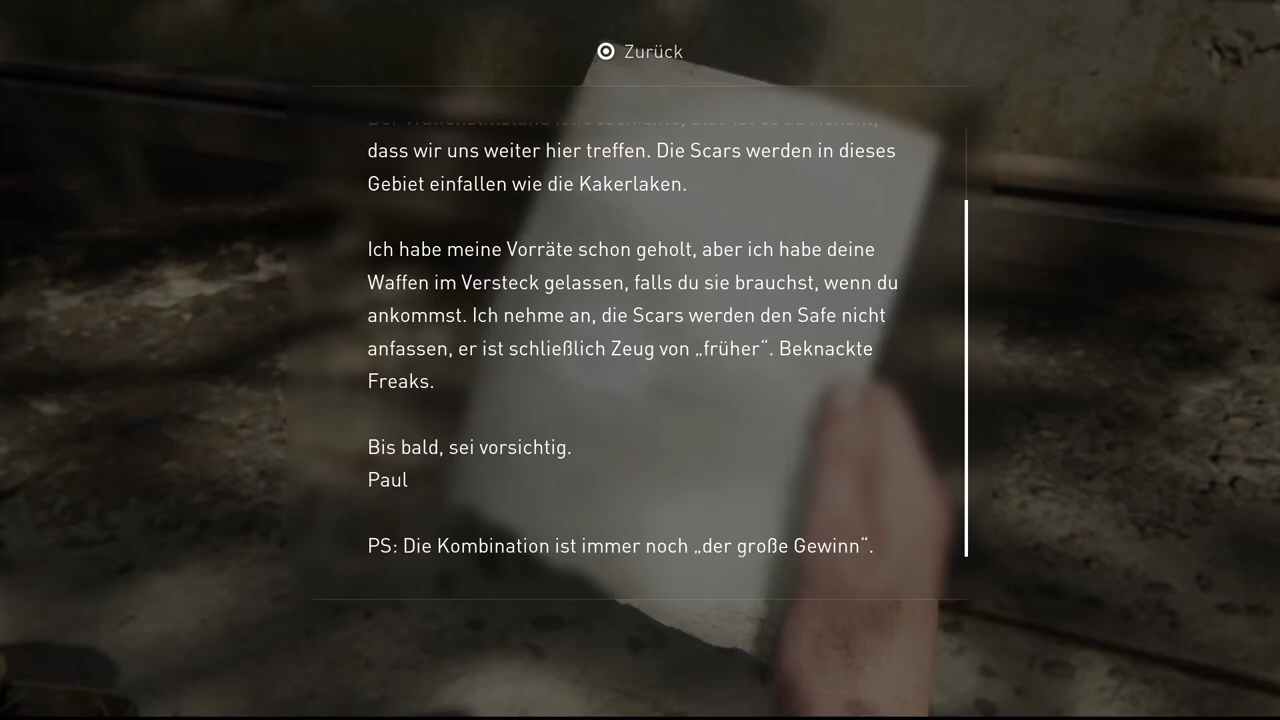 Zurück
dass wir uns weiter hier treffen. Die Scars werden in dieses
Gebiet einfallen wie die Kakerlaken.
Ich habe meine Vorräte schon geholt, aber ich habe deine
Waffen im Versteck gelassen, falls du sie brauchst, wenn du
ankommst. Ich nehme an, die Scars werden den Safe nicht
anfassen, er ist schließlich Zeug von „früher“. Beknackte
Freaks.
Bis bald, sei vorsichtig.
Paul
PS: Die Kombination ist immer noch „der große Gewinn“.